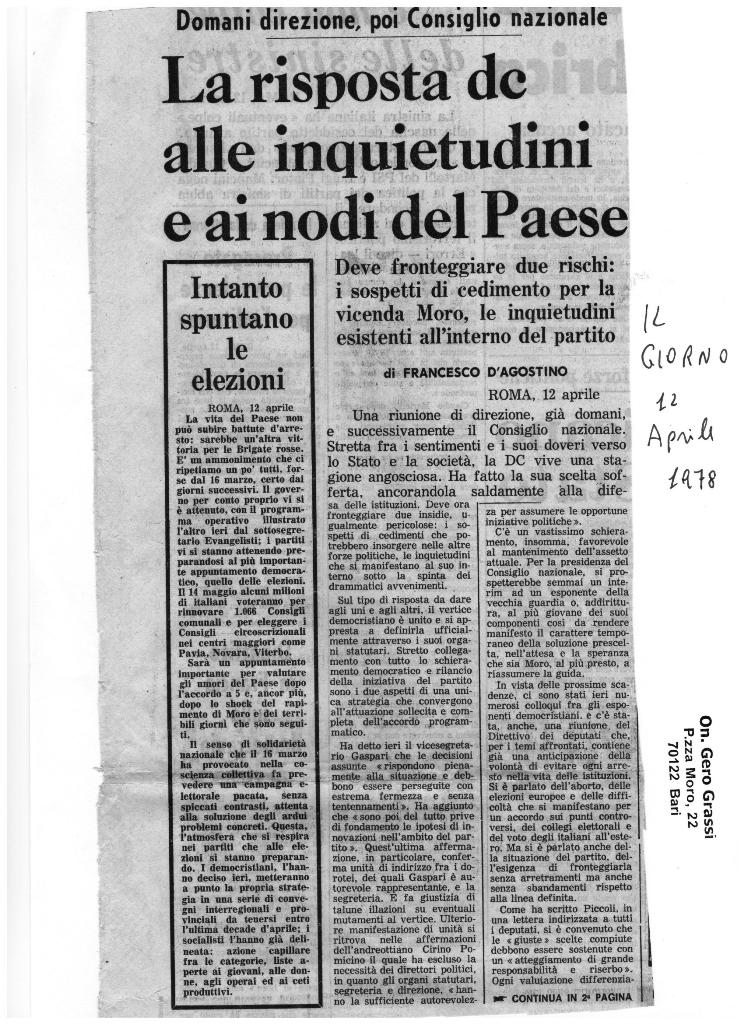 Domani direzione, poi Consiglio nazionale
La risposta dc
alle inquietudini
e ai nodi del Paese
Intanto
spuntano
le
elezioni
ROMA, 12 aprile
La vita del Paese non
può subire battute d'arre-
sto: sarebbe un'altra vit-
toria per le Brigate rosse.
E' un ammonimento che ci
ripetiamo un po' tutti, for-
se dal 16 marzo, certo dai
giorni successivi. Il gover-
no per conto proprio vi si
è attenuto, con il program-
ma operativo illustrato
l'altro ieri dal sottosegre-
tario Evangelisti; i partiti
vi si stanno attenendo pre-
parandosi al più impor-
tante appuntamento democra-
tico, quello delle elezioni.
Il 14 maggio alcuni milioni
di italiani voteranno per
rinnovare 1.066 Consigli
comunali e per eleggere i
Consigli circoscrizionali
nei centri maggiori come
Pavia, Novara, Viterbo.
Sarà un appuntamento
importante per valutare
gli umori del Paese dopo
l'accordo a 5 e, ancor più,
dopo lo shock del rapi-
mento di Moro e dei terri-
bili giorni che sono segui-
ti.
Il senso di solidarietà
nazionale che il 16 marzo
ha provocato nella co-
scienza collettiva fa pre-
vedere una campagna e-
lettorale pacata, senza
spiccati contrasti, attenta
alla soluzione degli ardui
problemi concreti. Questa,
l'atmosfera che si respira
nei partiti che alle ele-
zioni si stanno preparan-
do. I democristiani, l'han-
no deciso ieri, metteranno
a punto la propria strate-
gia in una serie di conve-
gni interregionali e pro-
vinciali da tenersi entro
l'ultima decade d'aprile; i
socialisti l'hanno già deli-
neata: azione capillare
fra le categorie, liste a-
perte ai giovani, alle don-
ne, agli operai ed ai ceti
produttivi.
Deve fronteggiare due rischi:
i sospetti di cedimento per la
vicenda Moro, le inquietudini
esistenti all'interno del partito
di FRANCESCO D'AGOSTINO
ROMA, 12 aprile
Una riunione di direzione, già domani,
e successivamente il Consiglio nazionale.
Stretta fra i sentimenti e i suoi doveri verso
lo Stato e la società, la DC vive una sta-
gione angosciosa. Ha fatto la sua scelta sof-
ferta, ancorandola saldamente alla dife-
sa delle istituzioni. Deve ora
fronteggiare due insidie, u-
gualmente pericolose: i so-
spetti di cedimenti che po-
trebbero insorgere nelle altre
forze politiche, le inquietudini
che si manifestano al suo in-
terno sotto la spinta dei
drammatici avvenimenti.
Sul tipo di risposta da dare
agli uni e agli altri, il vertice
democristiano è unito e si ap-
presta a definirla ufficial-
mente attraverso i suoi or-
gani statutari. Stretto collega-
mento con tutto lo schiera-
mento democratico e rilancio
della iniziativa del partito
sono i due aspetti di una u-
nica strategia che convergono
all'attuazione sollecita e com-
pleta dell'accordo program-
matico.
Ha detto ieri il vicesegreta-
rio Gaspari che le decisioni
assunte «rispondono piena-
mente alla situazione e deb-
bono essere perseguite con
estrema fermezza e senza
tentennamenti». Ha aggiunto
che «sono poi del tutto prive
di fondamento le ipotesi di in-
novazioni nell'ambito del par-
tito». Quest'ultima affermazio-
ne, in particolare, confer-
ma unità di indirizzo fra i do-
rotei, dei quali Gaspari è au-
torevole rappresentante, e la
segreteria. E fa giustizia di
talune illazioni su eventuali
mutamenti al vertice. Ulterio-
re manifestazione di unità si
ritrova nelle affermazioni
dell'andreottiano Cirino Po-
micino il quale ha escluso la
necessità dei direttori politici,
in quanto gli organi statutari,
segreteria e direzione, «han-
no la sufficiente autorevolez-
za per assumere le opportune
iniziative politiche».
C'è un vastissimo schiera-
mento, insomma, favorevole
al mantenimento dell'assetto
attuale. Per la presidenza del
Consiglio nazionale, si pro-
spetterebbe semmai un inte-
rim ad un esponente della
vecchia guardia o, addirittu-
ra, al più giovane dei suoi
componenti così da rendere
manifesto il carattere tempo-
raneo della soluzione prescel-
ta, nell'attesa e la speranza
che sia Moro, al più presto, a
riassumere la guida.
In vista delle prossime sca-
denze, ci sono stati ieri nu-
merosi colloqui fra gli espo-
nenti democristiani. e c'è sta-
ta, anche, una riunione, del
Direttivo dei deputati che,
per i temi affrontati, contiene
già una anticipazione della
volontà di evitare ogni arre-
sto nella vita delle istituzioni.
Si è parlato dell'aborto, delle
elezioni europee e delle diffi-
coltà che si manifestano per
un accordo sui punti contro-
versi, dei collegi elettorali e
del voto degli italiani all'este-
ro. Ma si è parlato anche del-
la situazione del partito, del-
l'esigenza di fronteggiarla
senza arretramenti ma anche
senza sbandamenti rispetto
alla linea definita.
Come ha scritto Piccoli, in
una lettera indirizzata a tutti
i deputati, si è convenuto che
le «giuste» scelte compiute
debbono essere sostenute con
un «atteggiamento di grande
responsabilità e riserbo».
Ogni valutazione differenzia-
CONTINUA IN 2ª PAGINA
IL
GIORNO
12
Aprile
1978
On. Gero Grassi
P.zza Moro, 22
70122 Bari